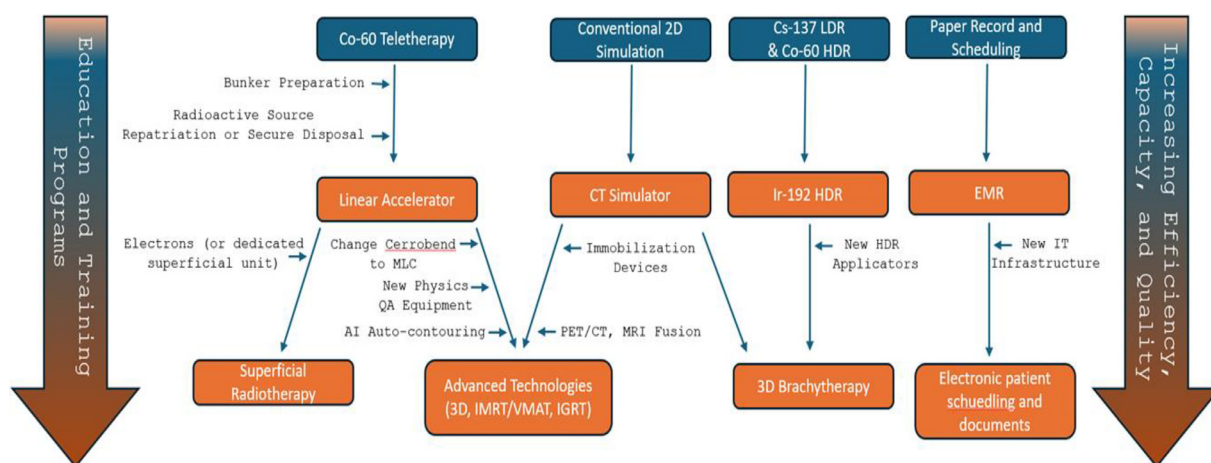 Education and Training
Programs
Co-60 Teletherapy
Conventional 2D
Simulation
Cs-137 LDR
& Co-60 HDR
Paper Record and
Scheduling
Bunker Preparation
Radioactive Source
Repatriation or Secure Disposal
Linear Accelerator
CT Simulator
Ir-192 HDR
EMR
Electrons (or dedicated
superficial unit)
Change Cerrobend
to MLC
New Physics
QA Equipment
AI Auto-contouring
Immobilization
Devices
PET/CT, MRI Fusion
New HDR
Applicators
New IT
Infrastructure
Superficial
Radiotherapy
Advanced Technologies
(3D, IMRT/VMAT, IGRT)
3D Brachytherapy
Electronic patient
schuedling and
documents
Increasing Efficiency,
Capacity, and Quality